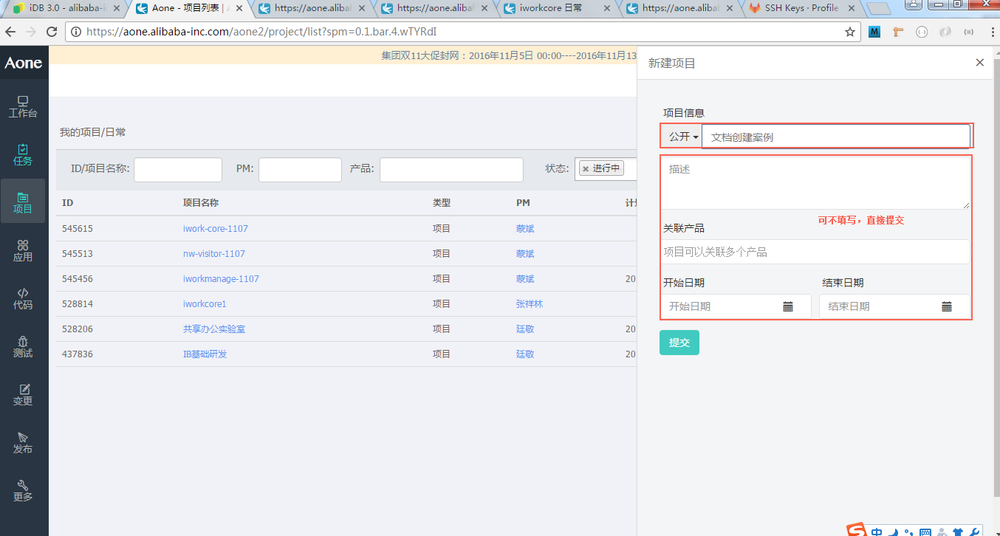 iDB 3.0 - alibaba-i
Aone - 项目列表 |
https://aone.alibal
https://aone.alibal
iworkcore 日常
https://aone.alibal
SSH Keys · Profile
https://aone.alibaba-inc.com/aone2/project/list?spm=0.1.bar.4.wTYRdI
M
Aone
集团双11大促封网：2016年11月5日 00:00----2016年11月13
新建项目
工作台
任务
项目
应用
代码
测试
变更
发布
更多
我的项目/日常
ID/项目名称:
PM:
产品:
状态:
进行中
ID 项目名称 类型 PM
545615 iwork-core-1107 项目 蒙斌
545513 nw-visitor-1107 项目 蒙斌
545456 iworkmanage-1107 项目 蒙斌 20
528814 iworkcore1 项目 张祥林
528206 共享办公实验室 项目 廷敬 20
437836 IB基础研发 项目 廷敬 20
项目信息
公开 文档创建案例
描述
可不填写，直接提交
关联产品
项目可以关联多个产品
开始日期 结束日期
开始日期 结束日期
提交
中